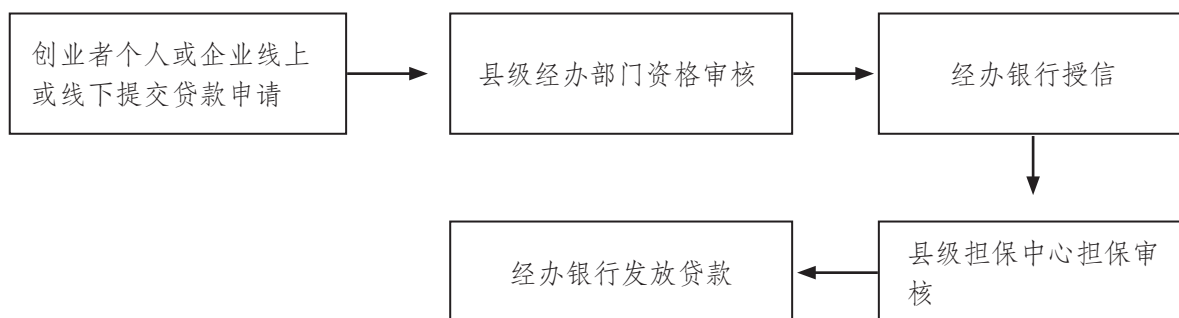 创业者个人或企业线上
或线下提交贷款申请
县级经办部门资格审核
经办银行授信
县级担保中心担保审
核
经办银行发放贷款